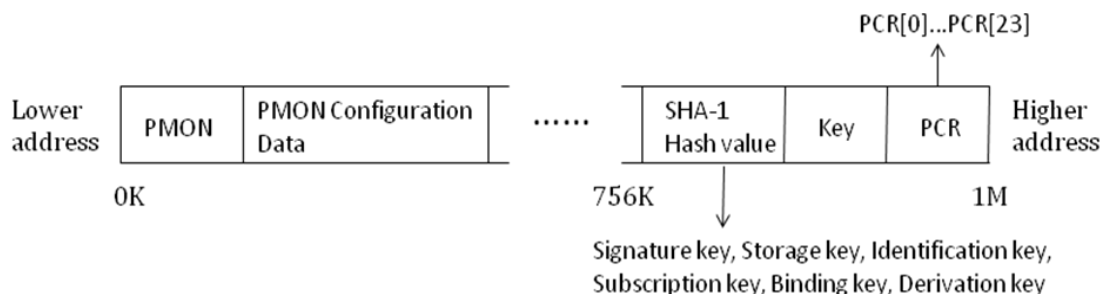 PCR[0]...PCR[23]
Lower
address
PMON
PMON Configuration
Data
......
SHA-1
Hash value
Key
PCR
Higher
address
0K
756K
1M
Signature key, Storage key, Identification key,
Subscription key, Binding key, Derivation key